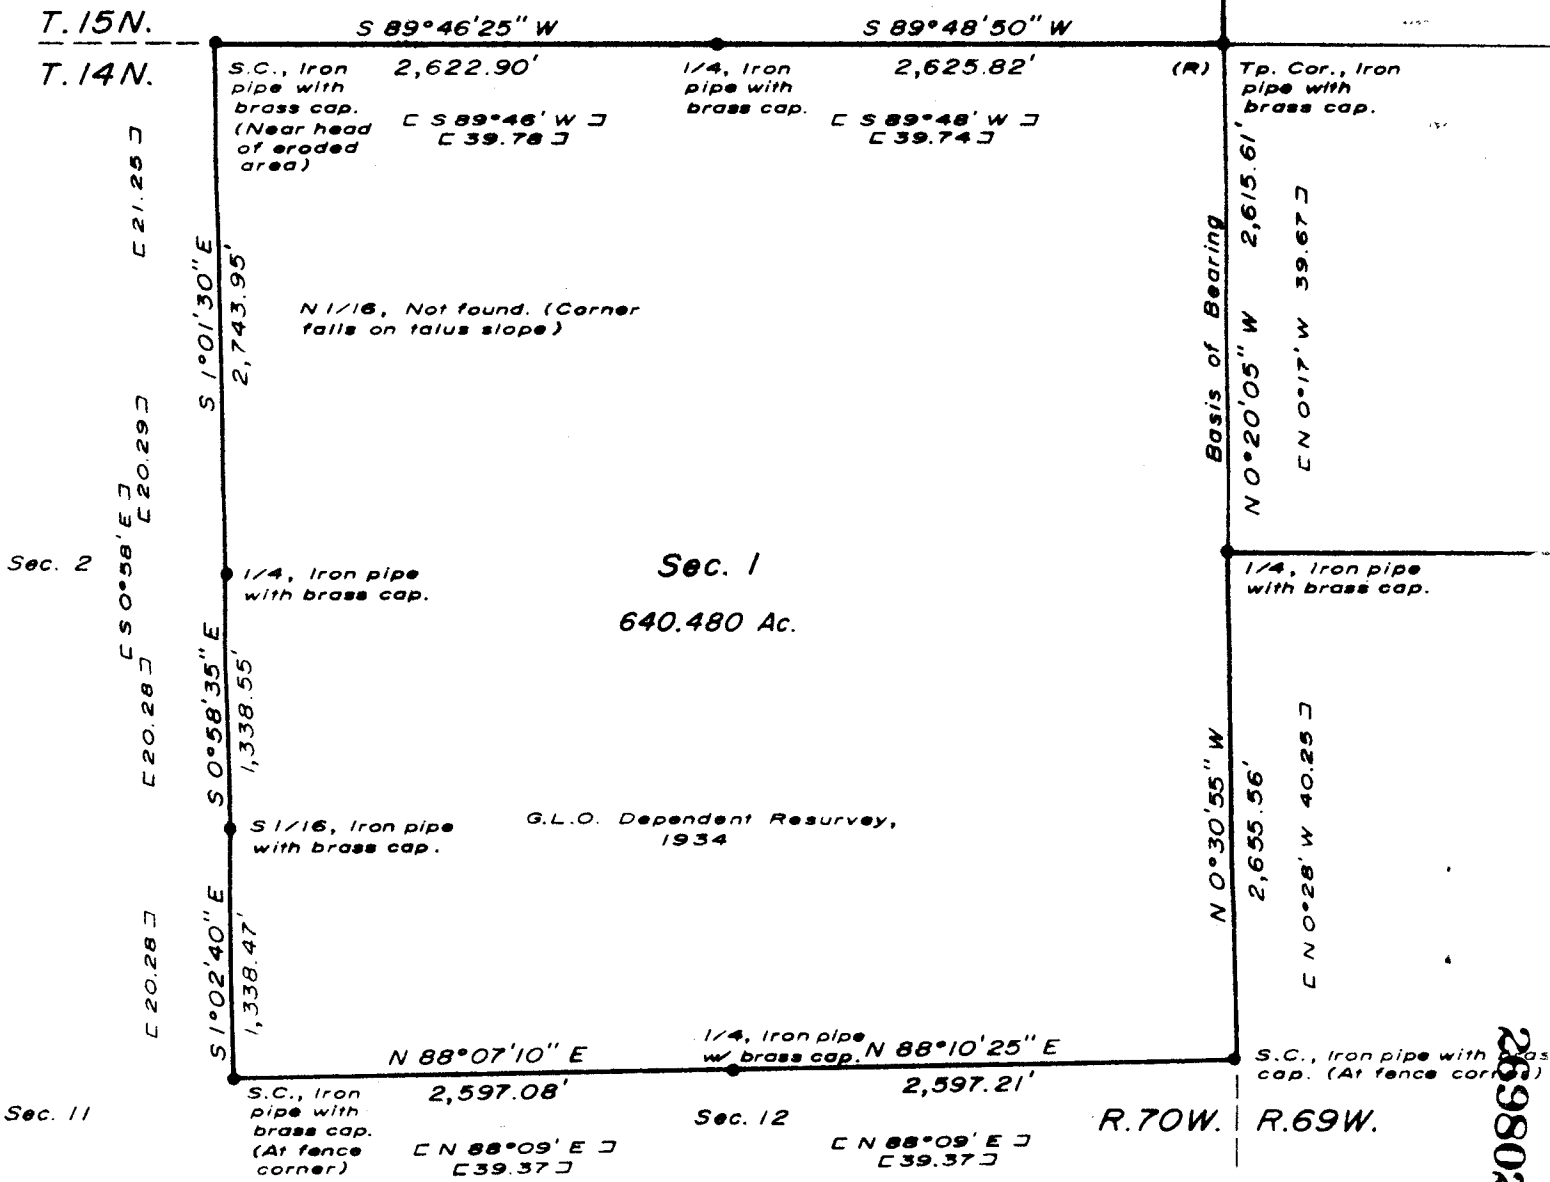 T.15N.
T.14N.
S 89°46'25" W
2,622.90'
[ S 89°46' W ]
[ 39.78 ]
S 89°48'50" W
2,625.82'
[ S 89°48' W ]
[ 39.74 ]
S.C., Iron
pipe with
brass cap.
(Near head
of eroded
area)
1/4, Iron
pipe with
brass cap.
(R)
Tp. Cor., Iron
pipe with
brass cap.
[ 21.25 ]
S 1°01'30" E
2,743.95'
N 1/16, Not found. (Corner
falls on talus slope)
Basis of Bearing
N 0°20'05" W 2,615.61'
[ N 0°17' W 39.67 ]
[ 20.29 ]
[ S 0°58' E ]
Sec. 2
1/4, Iron pipe
with brass cap.
Sec. 1
640.480 Ac.
1/4, Iron pipe
with brass cap.
[ 20.28 ]
S 0°58'35" E
1,338.55'
S 1/16, Iron pipe
with brass cap.
G.L.O. Dependent Resurvey,
1934
N 0°30'55" W
2,655.56'
[ N 0°28' W 40.25 ]
[ 20.28 ]
S 1°02'40" E
1,338.47'
N 88°07'10" E
2,597.08'
[ N 88°09' E ]
[ 39.37 ]
1/4, Iron pipe
w/ brass cap.
N 88°10'25" E
2,597.21'
[ N 88°09' E ]
[ 39.37 ]
S.C., Iron pipe with brass
cap. (At fence corner)
Sec. 11
S.C., Iron
pipe with
brass cap.
(At fence
corner)
Sec. 12
R.70W.
R.69W.